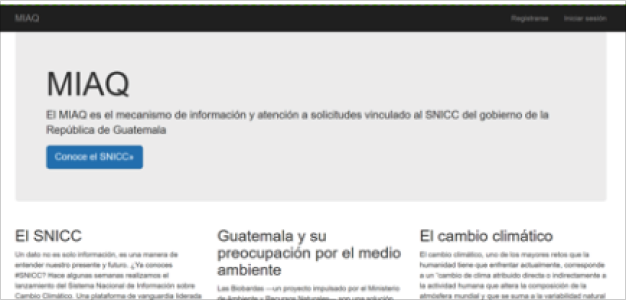 MIAQ Registrarse Iniciar sesión
MIAQ
El MIAQ es el mecanismo de información y atención a solicitudes vinculado al SNICC del gobierno de la
República de Guatemala
Conoce el SNICC»
El SNICC
Un dato no es solo información, es una manera de
entender nuestro presente y futuro. ¿Ya conoces
#SNICC? Hace algunas semanas realizamos el
lanzamiento del Sistema Nacional de Información sobre
Cambio Climático. Una plataforma de vanguardia liderada
Guatemala y su
preocupación por el medio
ambiente
Las Biobardas —un proyecto impulsado por el Ministerio
de Ambiente y Recursos Naturales— son una solución
El cambio climático
El cambio climático, uno de los mayores retos que la
humanidad tiene que enfrentar actualmente, corresponde
a un "cambio de clima atribuido directa o indirectamente a
la actividad humana que altera la composición de la
atmósfera mundial y que se suma a la variabilidad natural